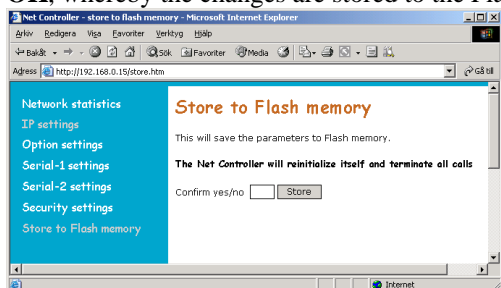 OK, whereby the changes are stored to the Fla
Net Controller - store to flash memory - Microsoft Internet Explorer
Arkiv Redigera Visa Favoriter Verktyg Hjälp
Bakåt Sök Favoriter Media
Adress http://192.168.0.15/store.htm Gå till
Network statistics
IP settings
Option settings
Serial-1 settings
Serial-2 settings
Security settings
Store to Flash memory
Store to Flash memory
This will save the parameters to Flash memory.
The Net Controller will reinitialize itself and terminate all calls
Confirm yes/no Store
Internet